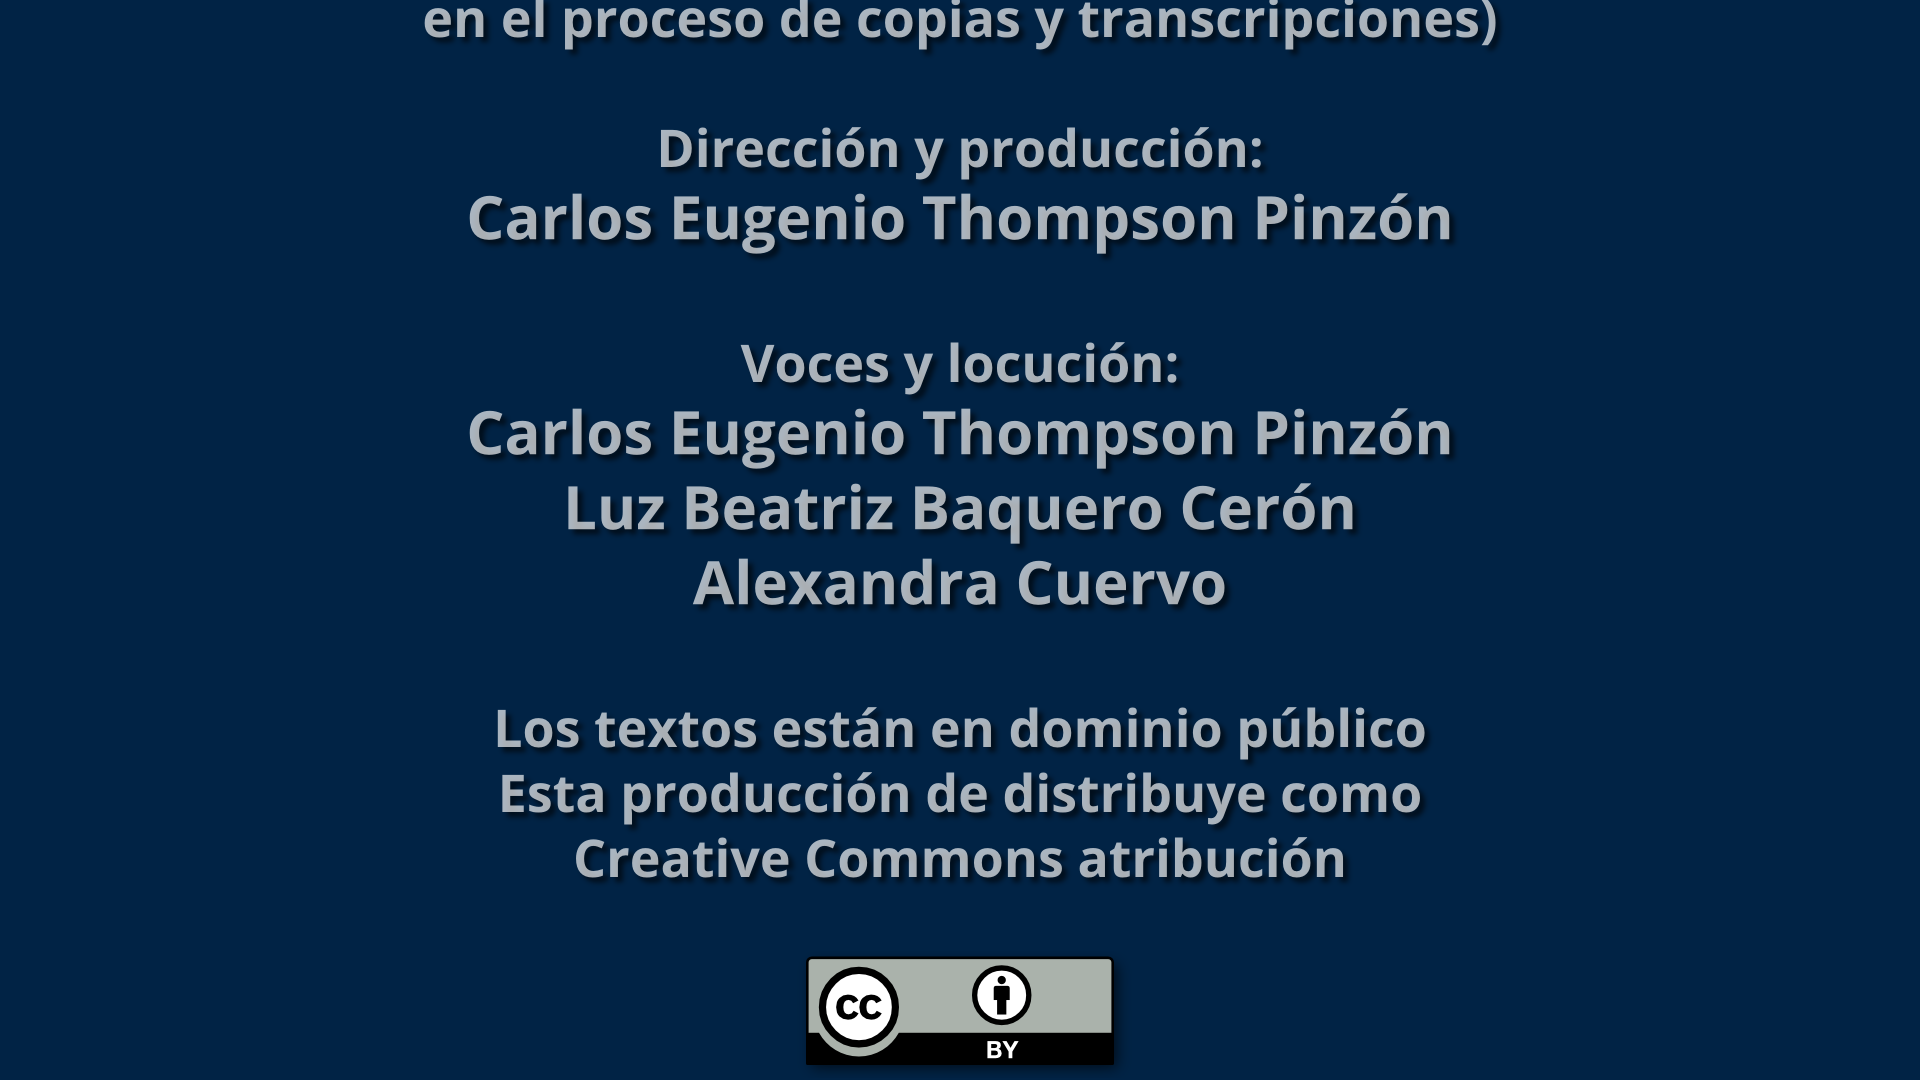 en el proceso de copias y transcripciones)
Dirección y producción:
Carlos Eugenio Thompson Pinzón
Voces y locución:
Carlos Eugenio Thompson Pinzón
Luz Beatriz Baquero Cerón
Alexandra Cuervo
Los textos están en dominio público
Esta producción de distribuye como
Creative Commons atribución
CC
BY